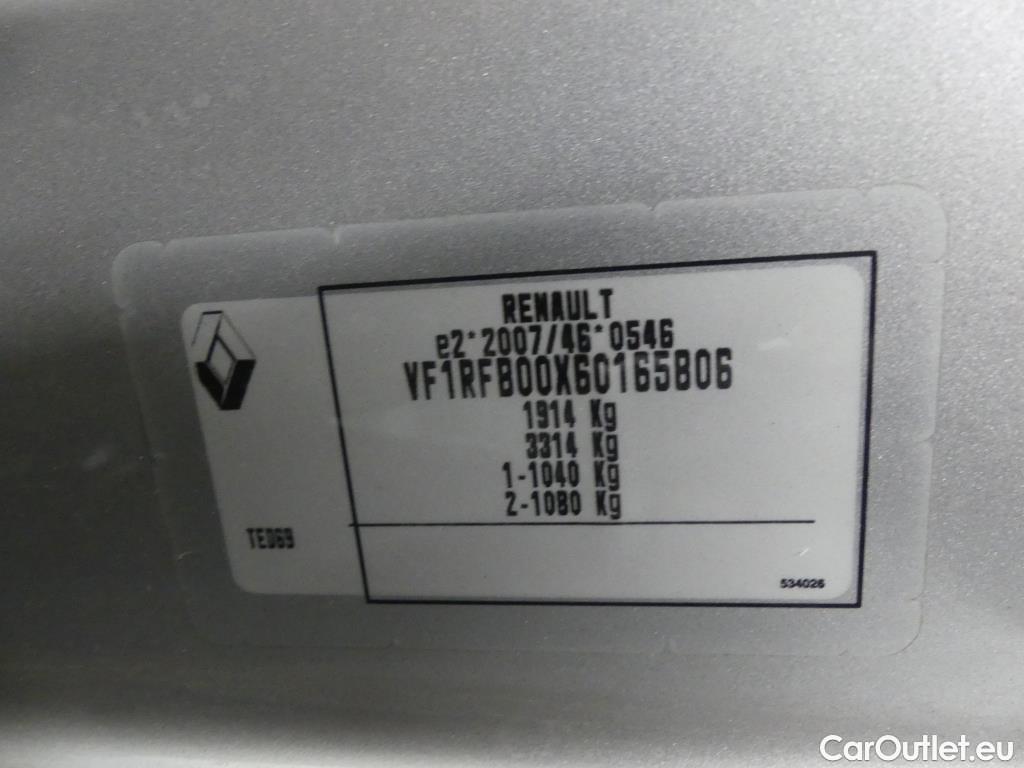 RENAULT
e2*2007/46*0546
VF1RFB00X60165806
1914 Kg
3314 Kg
1-1040 Kg
2-1080 Kg
TED69
534026
CarOutlet.eu